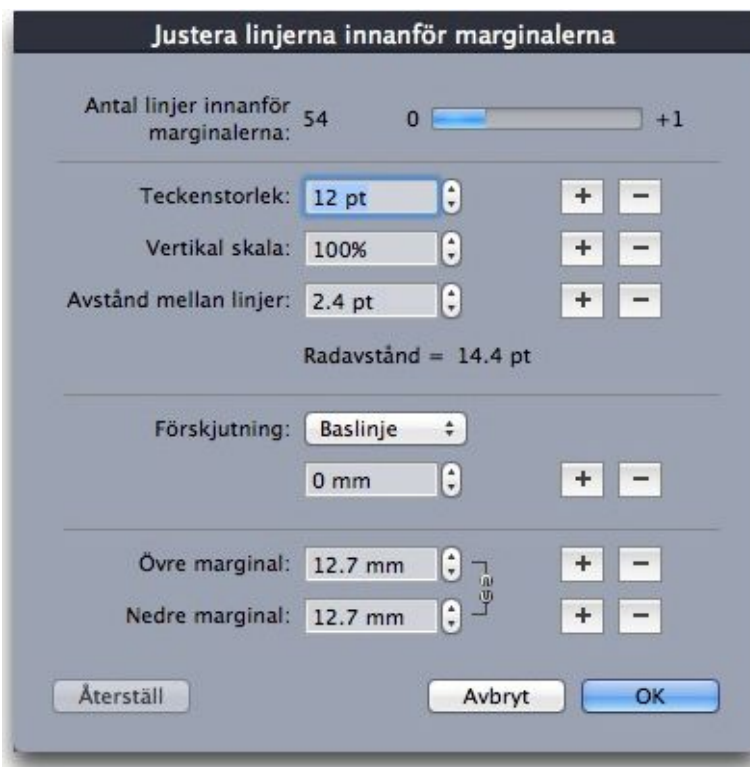 Justera linjerna innanför marginalerna
Antal linjer innanför
marginalerna: 54 0 +1
Teckenstorlek: 12 pt + −
Vertikal skala: 100% + −
Avstånd mellan linjer: 2.4 pt + −
Radavstånd = 14.4 pt
Förskjutning: Baslinje
0 mm + −
Övre marginal: 12.7 mm + −
Nedre marginal: 12.7 mm + −
Återställ Avbryt OK